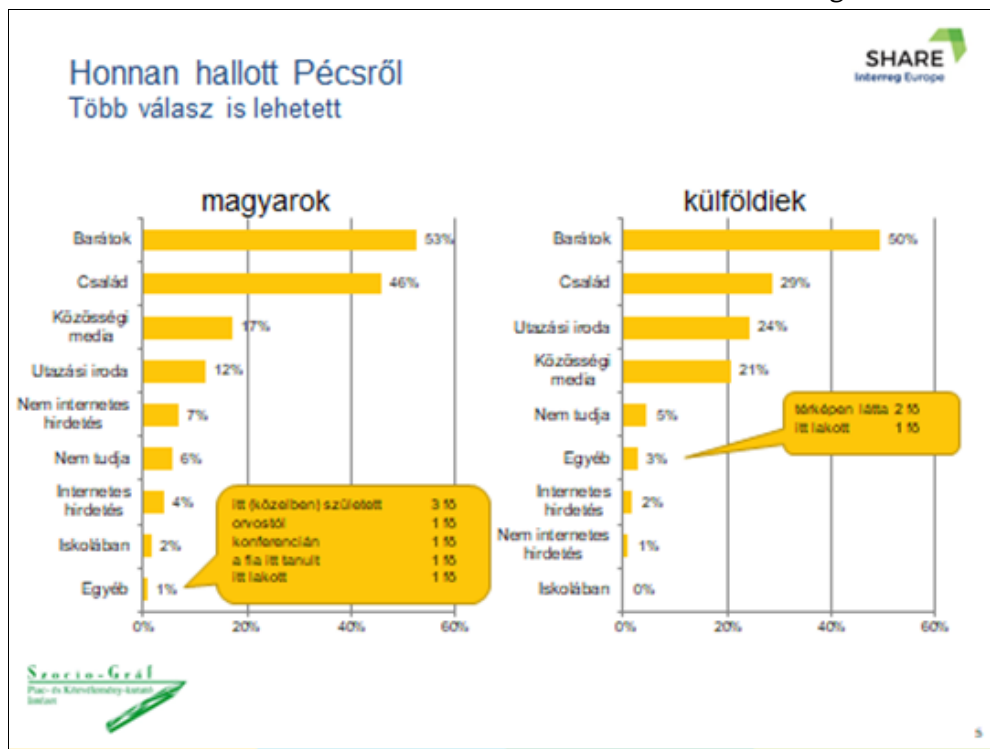 Honnan hallott Pécsről
Több válasz is lehetett
SHARE
Interreg Europe
magyarok
Barátok 53%
Család 46%
Közösségi
media
17%
Utazási iroda 12%
Nem internetes
hirdetés
7%
Nem tudja 6%
Internetes
hirdetés
4%
Iskolában 2%
Egyéb 1%
0% 20% 40% 60%
itt (közelben) született 3 fő
orvostól 1 fő
konferencián 1 fő
a fia itt tanult 1 fő
itt lakott 1 fő
külföldiek
Barátok 50%
Család 29%
Utazási iroda 24%
Közösségi
media
21%
Nem tudja 5%
Egyéb 3%
Internetes
hirdetés
2%
Nem internetes
hirdetés
1%
Iskolában 0%
0% 20% 40% 60%
térképen látta 2 fő
itt lakott 1 fő
Szocio-Gráf
Piac- és Közvélemény-kutató
Intézet
5